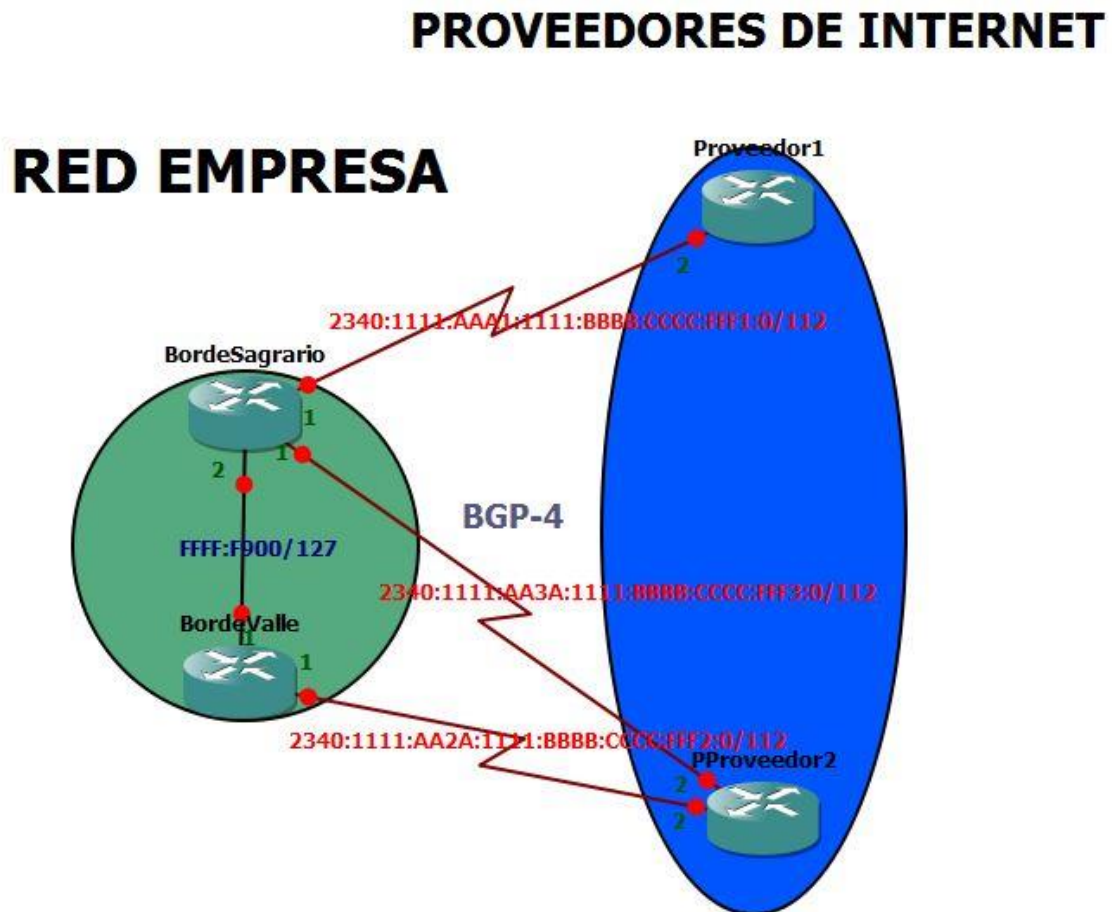 PROVEEDORES DE INTERNET
RED EMPRESA
Proveedor1
2
2340:1111:AAA1:1111:BBBB:CCCC:FFF1:0/112
BordeSagrario
1
1
2
BGP-4
FFFF:F900/127
2340:1111:AA3A:1111:BBBB:CCCC:FFF3:0/112
BordeValle
1
1
2340:1111:AA2A:1111:BBBB:CCCC:FFF2:0/112
PProveedor2
2
2